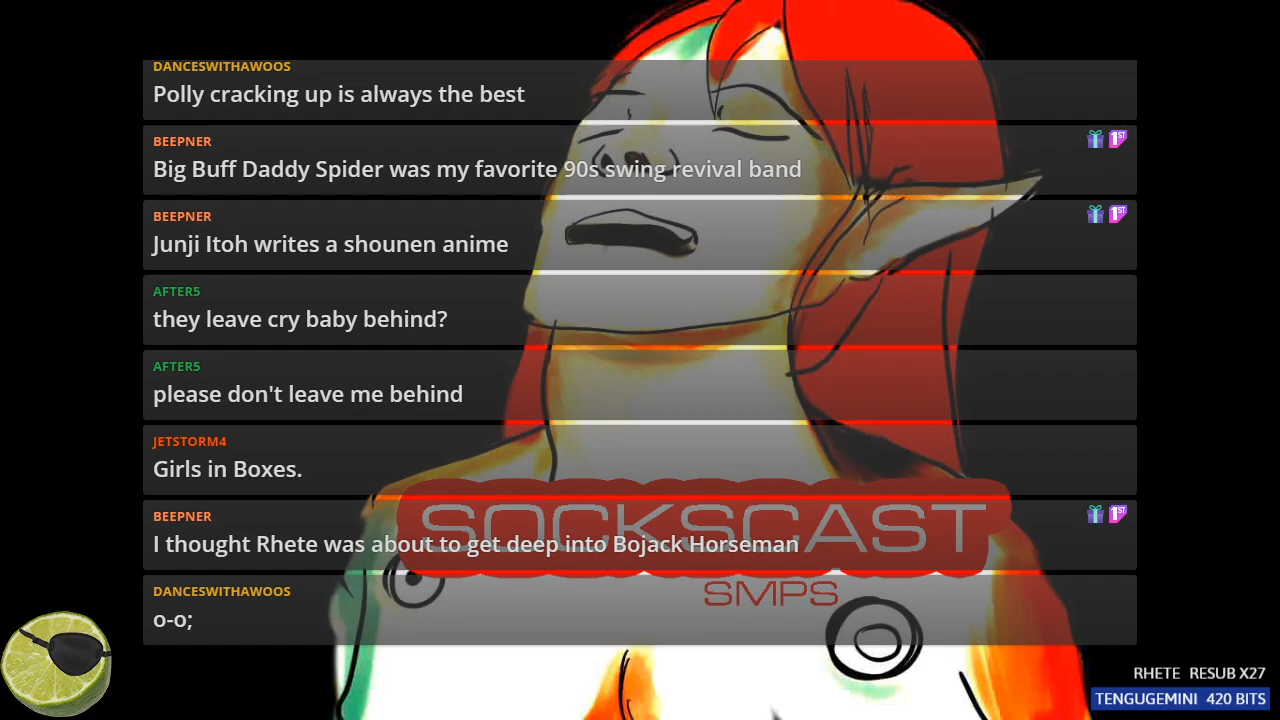 DANCESWITHAWOOS
Polly cracking up is always the best
BEEPNER
1ST
Big Buff Daddy Spider was my favorite 90s swing revival band
BEEPNER
1ST
Junji Itoh writes a shounen anime
AFTER5
they leave cry baby behind?
AFTER5
please don't leave me behind
JETSTORM4
Girls in Boxes.
BEEPNER
1ST
SOCKSCAST
I thought Rhete was about to get deep into Bojack Horseman
SMPS
DANCESWITHAWOOS
o-o;
RHETE RESUB X27
TENGUGEMINI 420 BITS